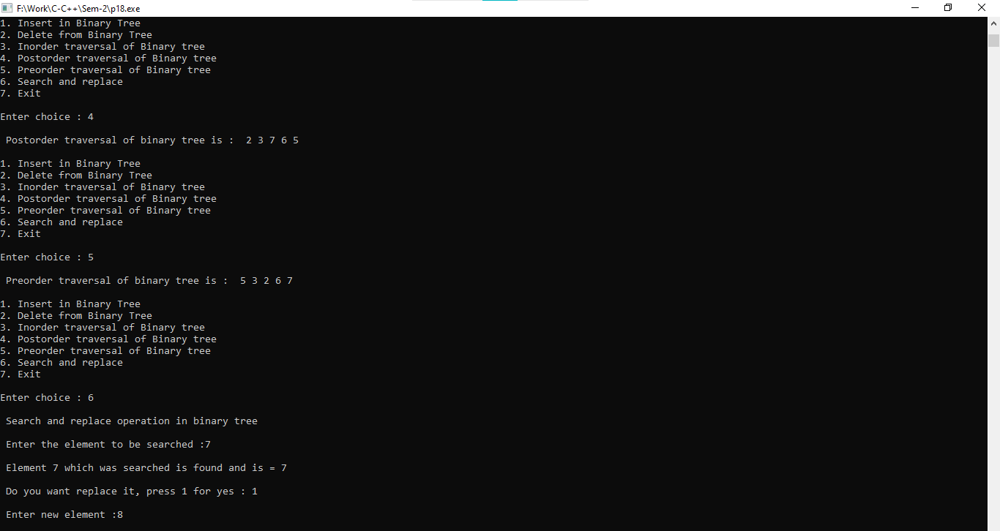 F:\Work\C-C++\Sem-2\p18.exe
1. Insert in Binary Tree
2. Delete from Binary Tree
3. Inorder traversal of Binary tree
4. Postorder traversal of Binary tree
5. Preorder traversal of Binary tree
6. Search and replace
7. Exit
Enter choice : 4
Postorder traversal of binary tree is :  2 3 7 6 5
1. Insert in Binary Tree
2. Delete from Binary Tree
3. Inorder traversal of Binary tree
4. Postorder traversal of Binary tree
5. Preorder traversal of Binary tree
6. Search and replace
7. Exit
Enter choice : 5
Preorder traversal of binary tree is :  5 3 2 6 7
1. Insert in Binary Tree
2. Delete from Binary Tree
3. Inorder traversal of Binary tree
4. Postorder traversal of Binary tree
5. Preorder traversal of Binary tree
6. Search and replace
7. Exit
Enter choice : 6
Search and replace operation in binary tree
Enter the element to be searched :7
Element 7 which was searched is found and is = 7
Do you want replace it, press 1 for yes : 1
Enter new element :8